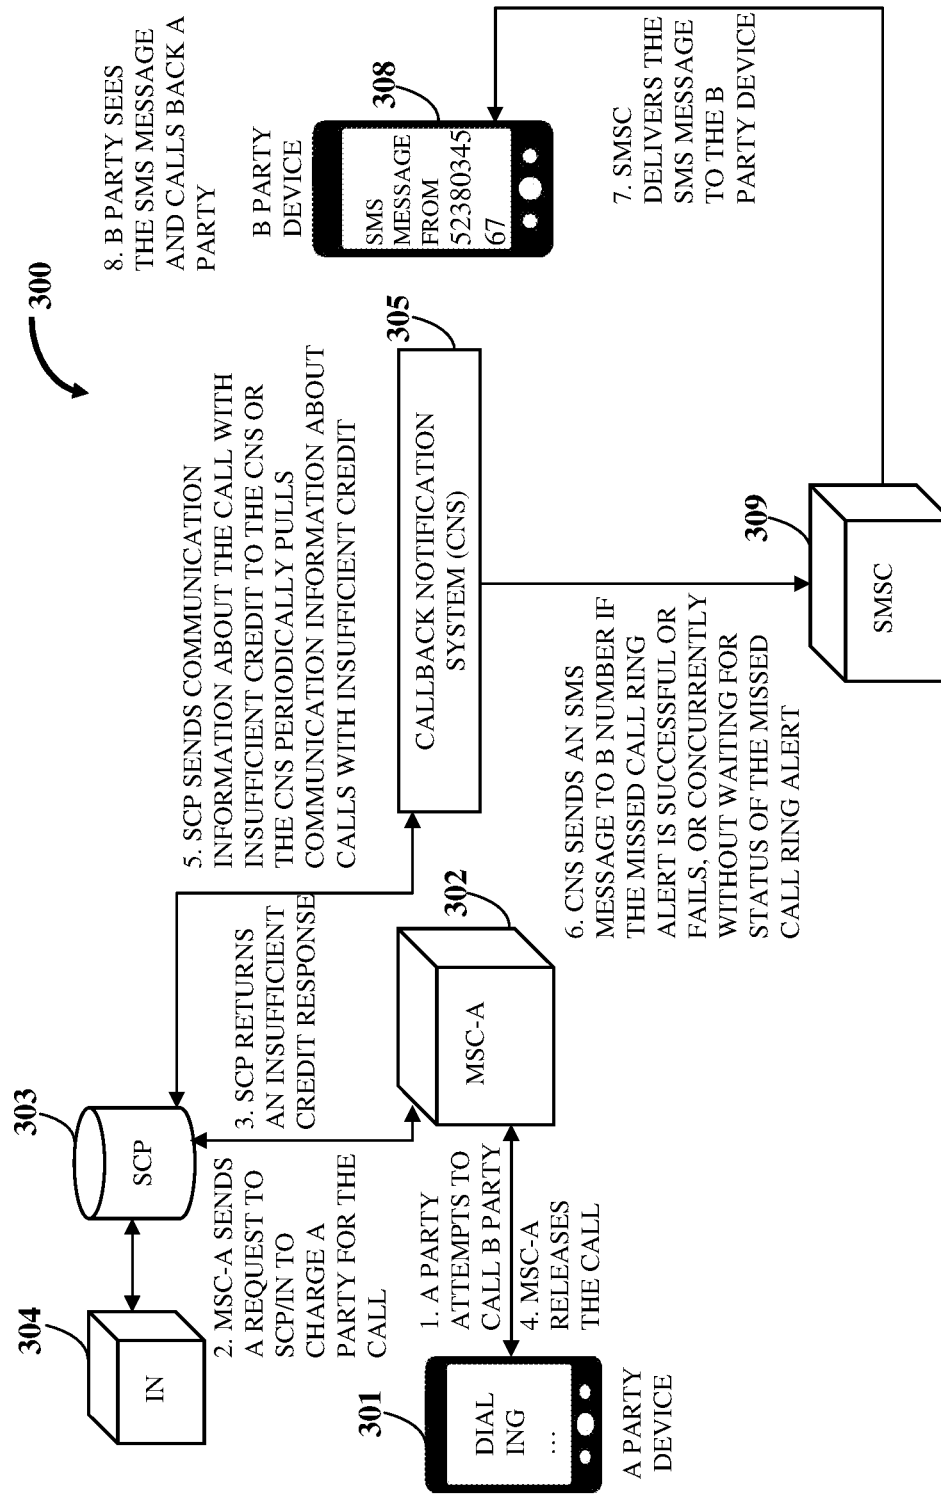 300
304
IN
303
SCP
2. MSC-A SENDS
A REQUEST TO
SCP/IN TO
CHARGE A
PARTY FOR THE
CALL
3. SCP RETURNS
AN INSUFFICIENT
CREDIT RESPONSE
5. SCP SENDS COMMUNICATION
INFORMATION ABOUT THE CALL WITH
INSUFFICIENT CREDIT TO THE CNS OR
THE CNS PERIODICALLY PULLS
COMMUNICATION INFORMATION ABOUT
CALLS WITH INSUFFICIENT CREDIT
8. B PARTY SEES
THE SMS MESSAGE
AND CALLS BACK A
PARTY
B PARTY
DEVICE
308
SMS
MESSAGE
FROM
52380345
67
301
DIAL
ING
...
A PARTY
DEVICE
1. A PARTY
ATTEMPTS TO
CALL B PARTY
4. MSC-A
RELEASES
THE CALL
302
MSC-A
305
CALLBACK NOTIFICATION
SYSTEM (CNS)
6. CNS SENDS AN SMS
MESSAGE TO B NUMBER IF
THE MISSED CALL RING
ALERT IS SUCCESSFUL OR
FAILS, OR CONCURRENTLY
WITHOUT WAITING FOR
STATUS OF THE MISSED
CALL RING ALERT
309
SMSC
7. SMSC
DELIVERS THE
SMS MESSAGE
TO THE B
PARTY DEVICE